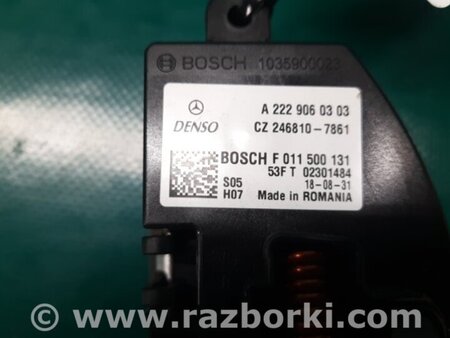 BOSCH 1035900023
A 222 906 03 03
DENSO CZ 246810-7861
BOSCH F 011 500 131
53F T 02301484
S05 18-08-31
H07 Made in ROMANIA
© www.razborki.com